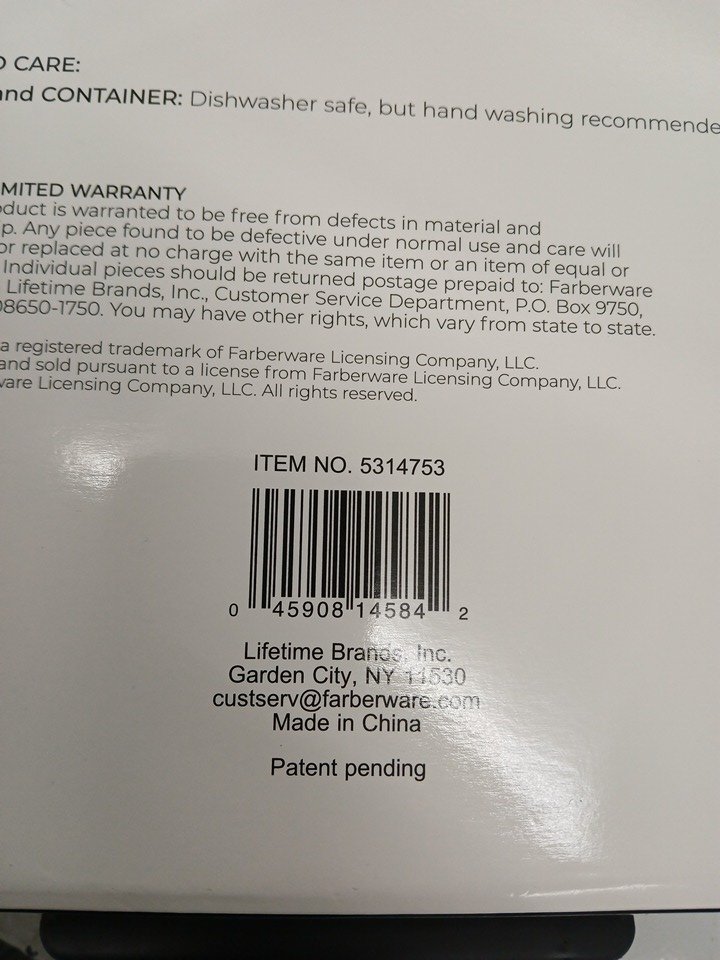 CARE:
and CONTAINER: Dishwasher safe, but hand washing recommende
MITED WARRANTY
oduct is warranted to be free from defects in material and
p. Any piece found to be defective under normal use and care will
or replaced at no charge with the same item or an item of equal or
Individual pieces should be returned postage prepaid to: Farberware
Lifetime Brands, Inc., Customer Service Department, P.O. Box 9750,
08650-1750. You may have other rights, which vary from state to state.
a registered trademark of Farberware Licensing Company, LLC.
and sold pursuant to a license from Farberware Licensing Company, LLC.
ware Licensing Company, LLC. All rights reserved.
ITEM NO. 5314753
0 45908 14584 2
Lifetime Brands, Inc.
Garden City, NY 11530
custserv@farberware.com
Made in China
Patent pending